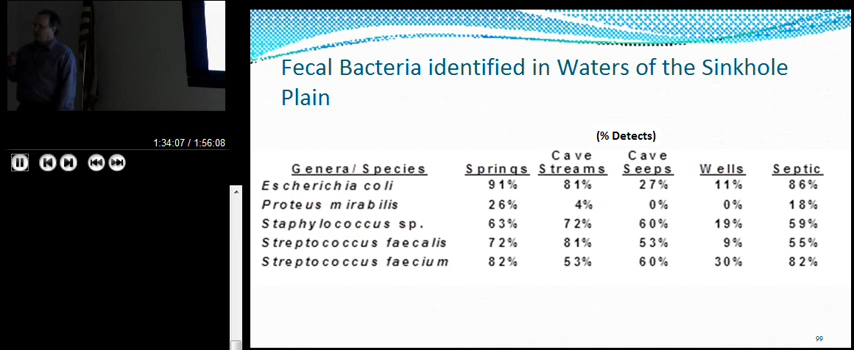 1:34:07 / 1:56:08
Fecal Bacteria identified in Waters of the Sinkhole
Plain
(% Detects)
Genera/ Species Springs Cave Streams Cave Seeps Wells Septic
Escherichia coli 91% 81% 27% 11% 86%
Proteus mirabilis 26% 4% 0% 0% 18%
Staphylococcus sp. 63% 72% 60% 19% 59%
Streptococcus faecalis 72% 81% 53% 9% 55%
Streptococcus faecium 82% 53% 60% 30% 82%
99